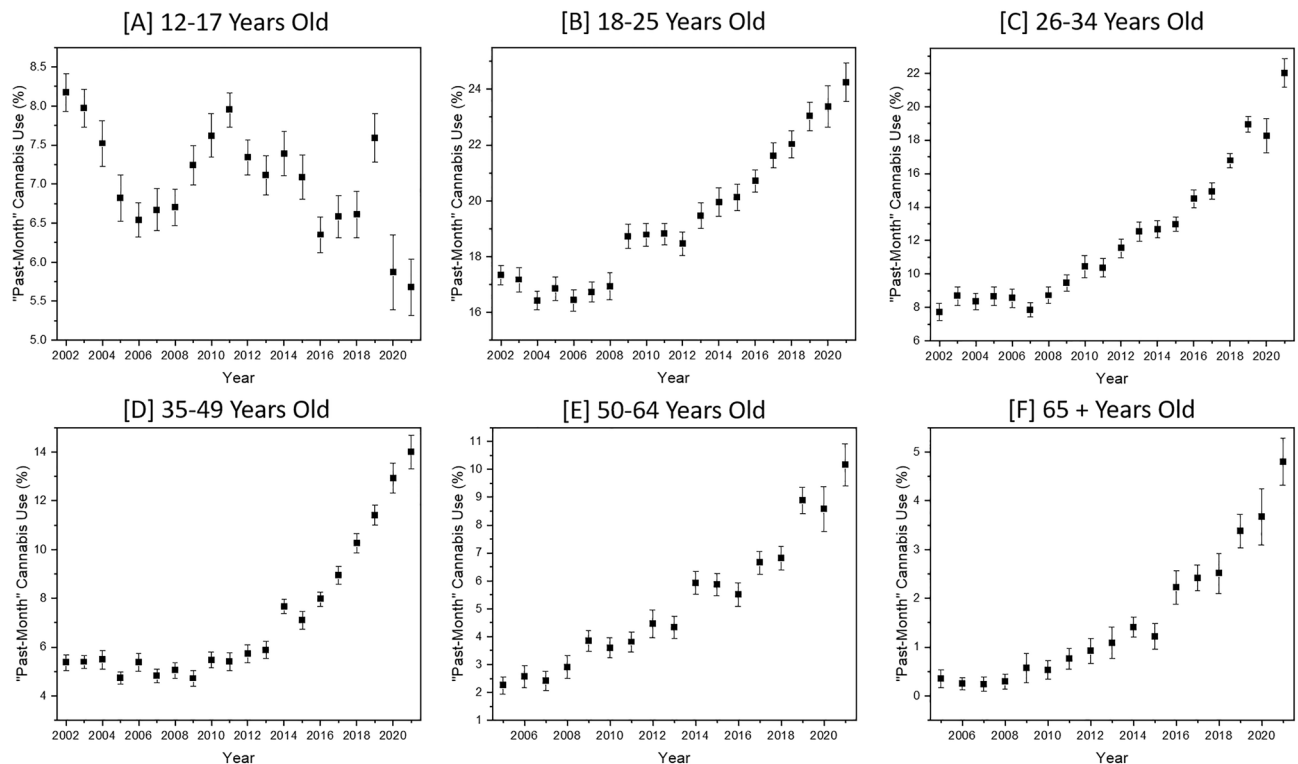 [A] 12-17 Years Old
"Past-Month" Cannabis Use (%)
8.5
8.0
7.5
7.0
6.5
6.0
5.5
5.0
2002 2004 2006 2008 2010 2012 2014 2016 2018 2020
Year
[B] 18-25 Years Old
"Past-Month" Cannabis Use (%)
24
22
20
18
16
2002 2004 2006 2008 2010 2012 2014 2016 2018 2020
Year
[C] 26-34 Years Old
"Past-Month" Cannabis Use (%)
22
20
18
16
14
12
10
8
6
2002 2004 2006 2008 2010 2012 2014 2016 2018 2020
Year
[D] 35-49 Years Old
"Past-Month" Cannabis Use (%)
14
12
10
8
6
4
2002 2004 2006 2008 2010 2012 2014 2016 2018 2020
Year
[E] 50-64 Years Old
"Past-Month" Cannabis Use (%)
11
10
9
8
7
6
5
4
3
2
1
2006 2008 2010 2012 2014 2016 2018 2020
Year
[F] 65 + Years Old
"Past-Month" Cannabis Use (%)
5
4
3
2
1
0
2006 2008 2010 2012 2014 2016 2018 2020
Year